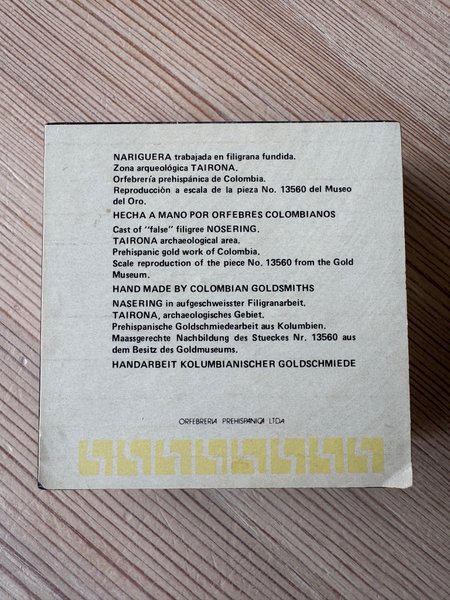 NARIGUERA trabajada en filigrana fundida.
Zona arqueológica TAIRONA.
Orfebrería prehispánica de Colombia.
Reproducción a escala de la pieza No. 13560 del Museo
del Oro.
HECHA A MANO POR ORFEBRES COLOMBIANOS
Cast of "false" filigree NOSERING.
TAIRONA archaeological area.
Prehispanic gold work of Colombia.
Scale reproduction of the piece No. 13560 from the Gold
Museum.
HAND MADE BY COLOMBIAN GOLDSMITHS
NASERING in aufgeschweisster Filigranarbeit.
TAIRONA, archaeologisches Gebiet.
Prehispanische Goldschmiedearbeit aus Kolumbien.
Maassgerechte Nachbildung des Stueckes Nr. 13560 aus
dem Besitz des Goldmuseums.
HANDARBEIT KOLUMBIANISCHER GOLDSCHMIEDE
ORFEBRERIA PREHISPANICA LTDA